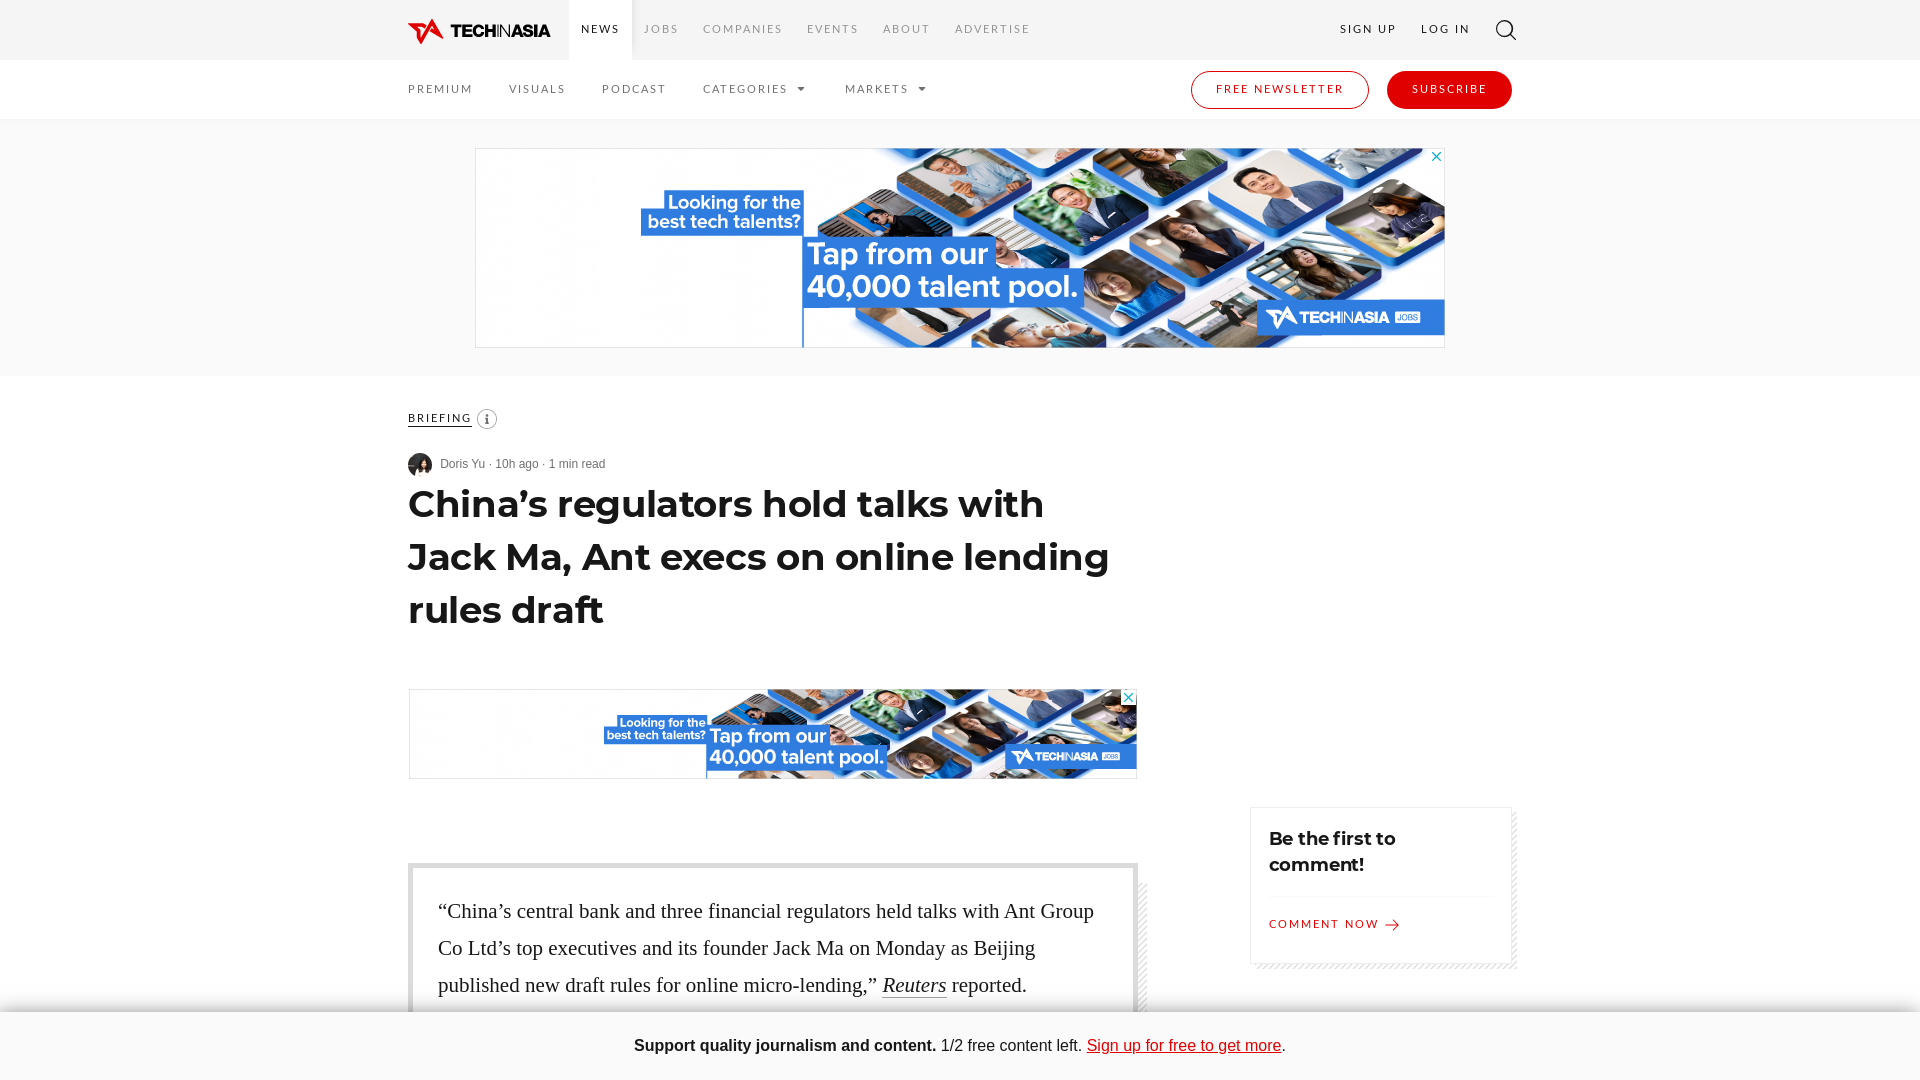 TECHINASIA
NEWS
JOBS
COMPANIES
EVENTS
ABOUT
ADVERTISE
SIGN UP
LOG IN
PREMIUM
VISUALS
PODCAST
CATEGORIES
MARKETS
FREE NEWSLETTER
SUBSCRIBE
Looking for the
best tech talents?
Tap from our
40,000 talent pool.
TECHINASIA JOBS
BRIEFING
Doris Yu · 10h ago · 1 min read
China’s regulators hold talks with
Jack Ma, Ant execs on online lending
rules draft
Looking for the
best tech talents?
Tap from our
40,000 talent pool.
TECHINASIA JOBS
Be the first to
comment!
COMMENT NOW
“China’s central bank and three financial regulators held talks with Ant Group
Co Ltd’s top executives and its founder Jack Ma on Monday as Beijing
published new draft rules for online micro-lending,” Reuters reported.
Support quality journalism and content. 1/2 free content left. Sign up for free to get more.